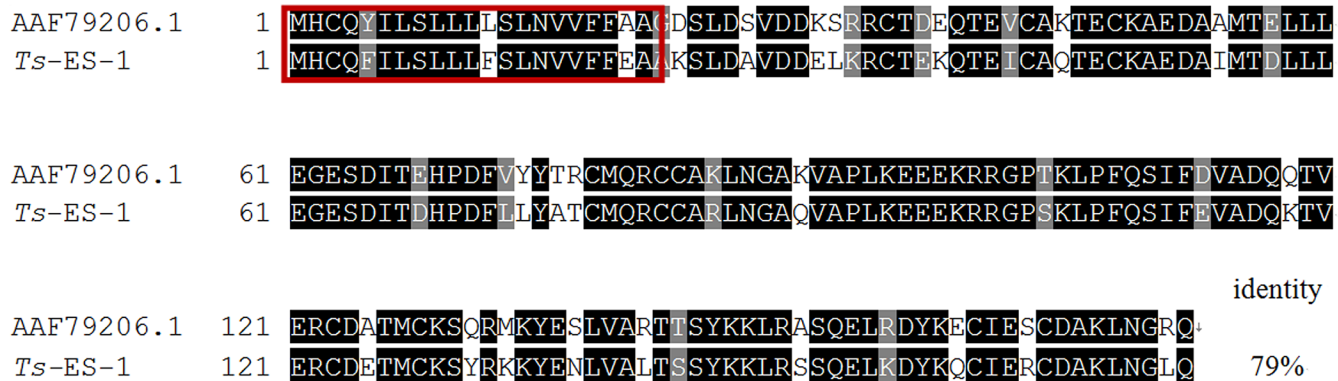 AAF79206.1 1 MHCQYILSLLLLSLNVVFFAAGDSLDSVDDKSRRCTDEQTEVCAKTECKAEDAAMTELLL
Ts-ES-1 1 MHCQFILSLLLFSLNVVFFEAAKSLDAVDDELKRCTEKQTEICAQTECKAEDAIMTDLLL
AAF79206.1 61 EGESDITEHPDFVYYTRCMQRCCAKLNGAKVAPLKEEEKRRGPTKLPFQSIFDVADQQTV
Ts-ES-1 61 EGESDITDHPDFLLYATCMQRCCARLNGAQVAPLKEEEKRRGPSKLPFQSIFEVADQKTV
identity
AAF79206.1 121 ERCDATMCKSQRMKYESLVARTTSYKKLRASQELRDYKECIESCDAKLNGRQ↓
Ts-ES-1 121 ERCDETMCKSYRKKYENLVALTSSYKKLRSSQELKDYKQCIERCDAKLNGLQ 79%